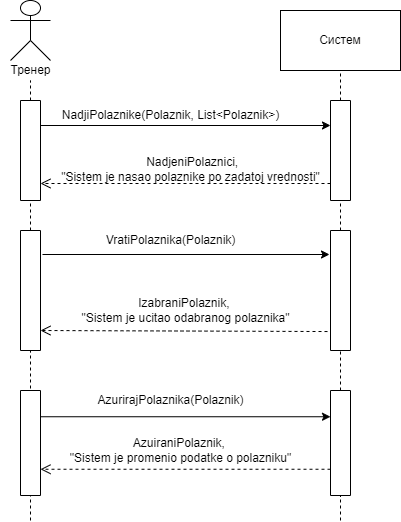 Тренер
Систем
NadjiPolaznike(Polaznik, List<Polaznik>)
NadjeniPolaznici,
"Sistem je nasao polaznike po zadatoj vrednosti"
VratiPolaznika(Polaznik)
IzabraniPolaznik,
"Sistem je ucitao odabranog polaznika"
AzurirajPolaznika(Polaznik)
AzuiraniPolaznik,
"Sistem je promenio podatke o polazniku"